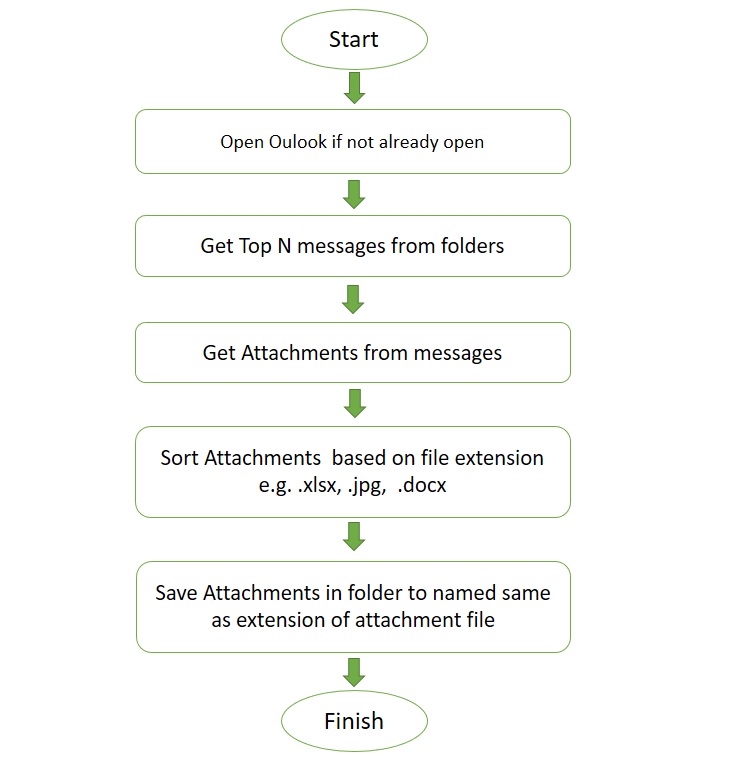 Start
Open Oulook if not already open
Get Top N messages from folders
Get Attachments from messages
Sort Attachments  based on file extension
e.g. .xlsx, .jpg,  .docx
Save Attachments in folder to named same
as extension of attachment file
Finish